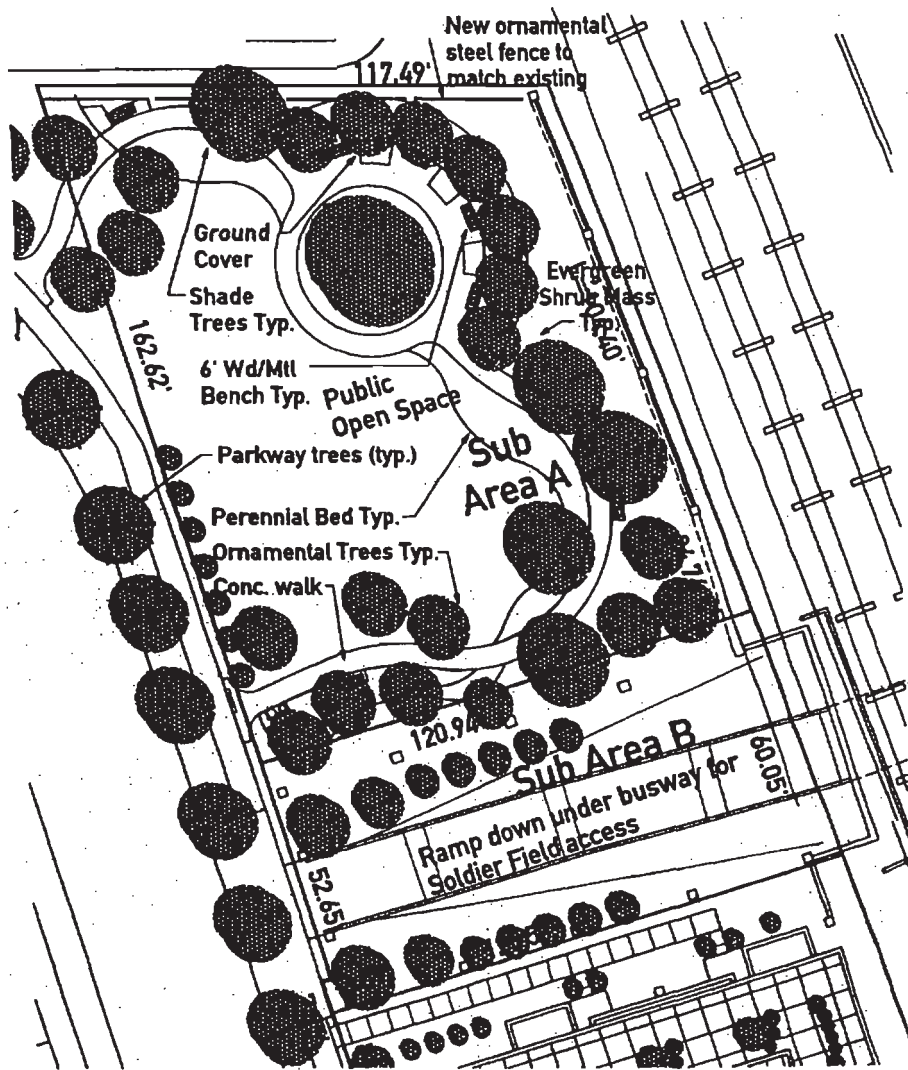 New ornamental
steel fence to
match existing
117.49'
Ground
Cover
Shade
Trees Typ.
Evergreen
Shrub Mass
Typ.
162.62'
6' Wd/Mtl
Bench Typ.
Public
Open Space
Sub
Area A
Parkway trees (typ.)
Perennial Bed Typ.
Ornamental Trees Typ.
Conc. walk
120.94'
Sub Area B
60.05'
Ramp down under busway for
Soldier Field access
52.65'